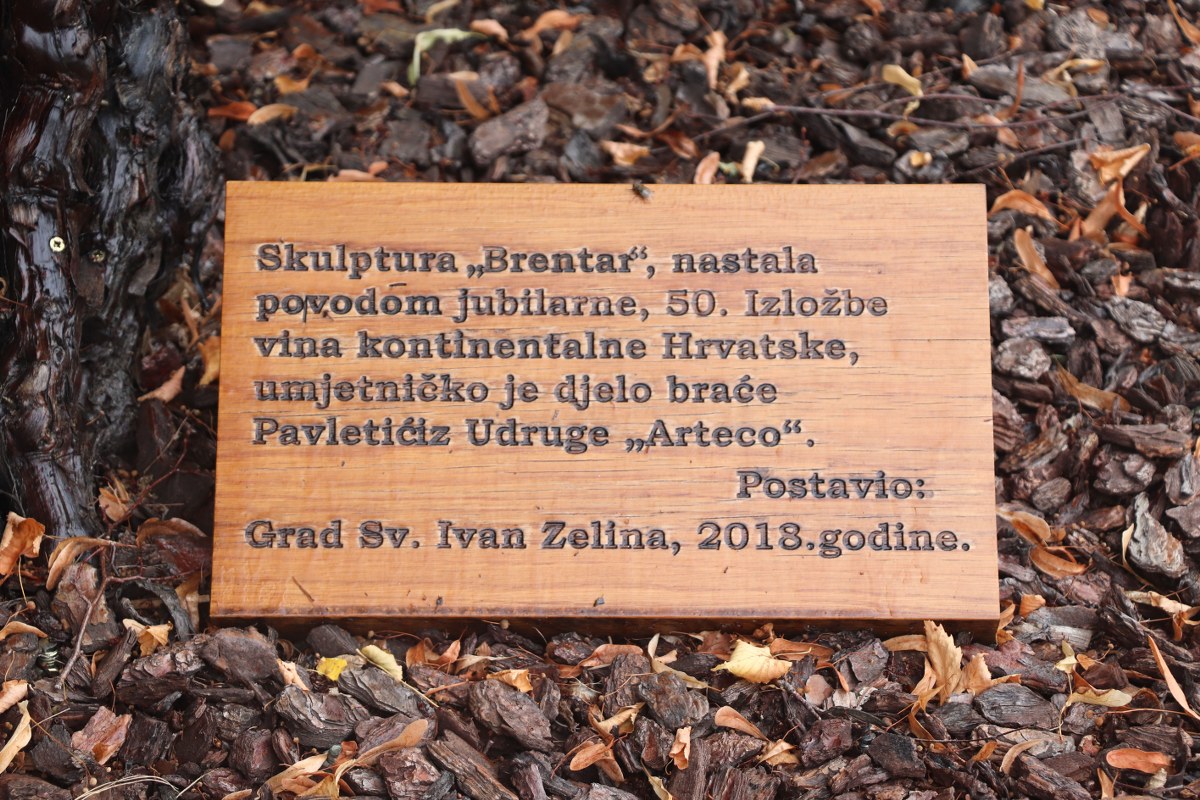 Skulptura „Brentar“, nastala
povodom jubilarne, 50. Izložbe
vina kontinentalne Hrvatske,
umjetničko je djelo braće
Pavletićiz Udruge „Arteco“.
Postavio:
Grad Sv. Ivan Zelina, 2018.godine.